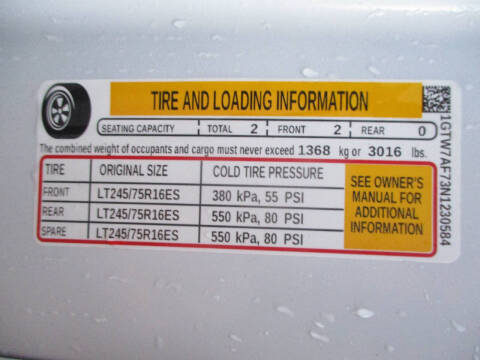 TIRE AND LOADING INFORMATION
SEATING CAPACITY TOTAL 2 FRONT 2 REAR 0
The combined weight of occupants and cargo must never exceed 1368 kg or 3016 lbs.
TIRE ORIGINAL SIZE COLD TIRE PRESSURE
FRONT LT245/75R16ES 380 kPa, 55 PSI
REAR LT245/75R16ES 550 kPa, 80 PSI
SPARE LT245/75R16ES 550 kPa, 80 PSI
SEE OWNER'S
MANUAL FOR
ADDITIONAL
INFORMATION
1GTW7AF73N1230584